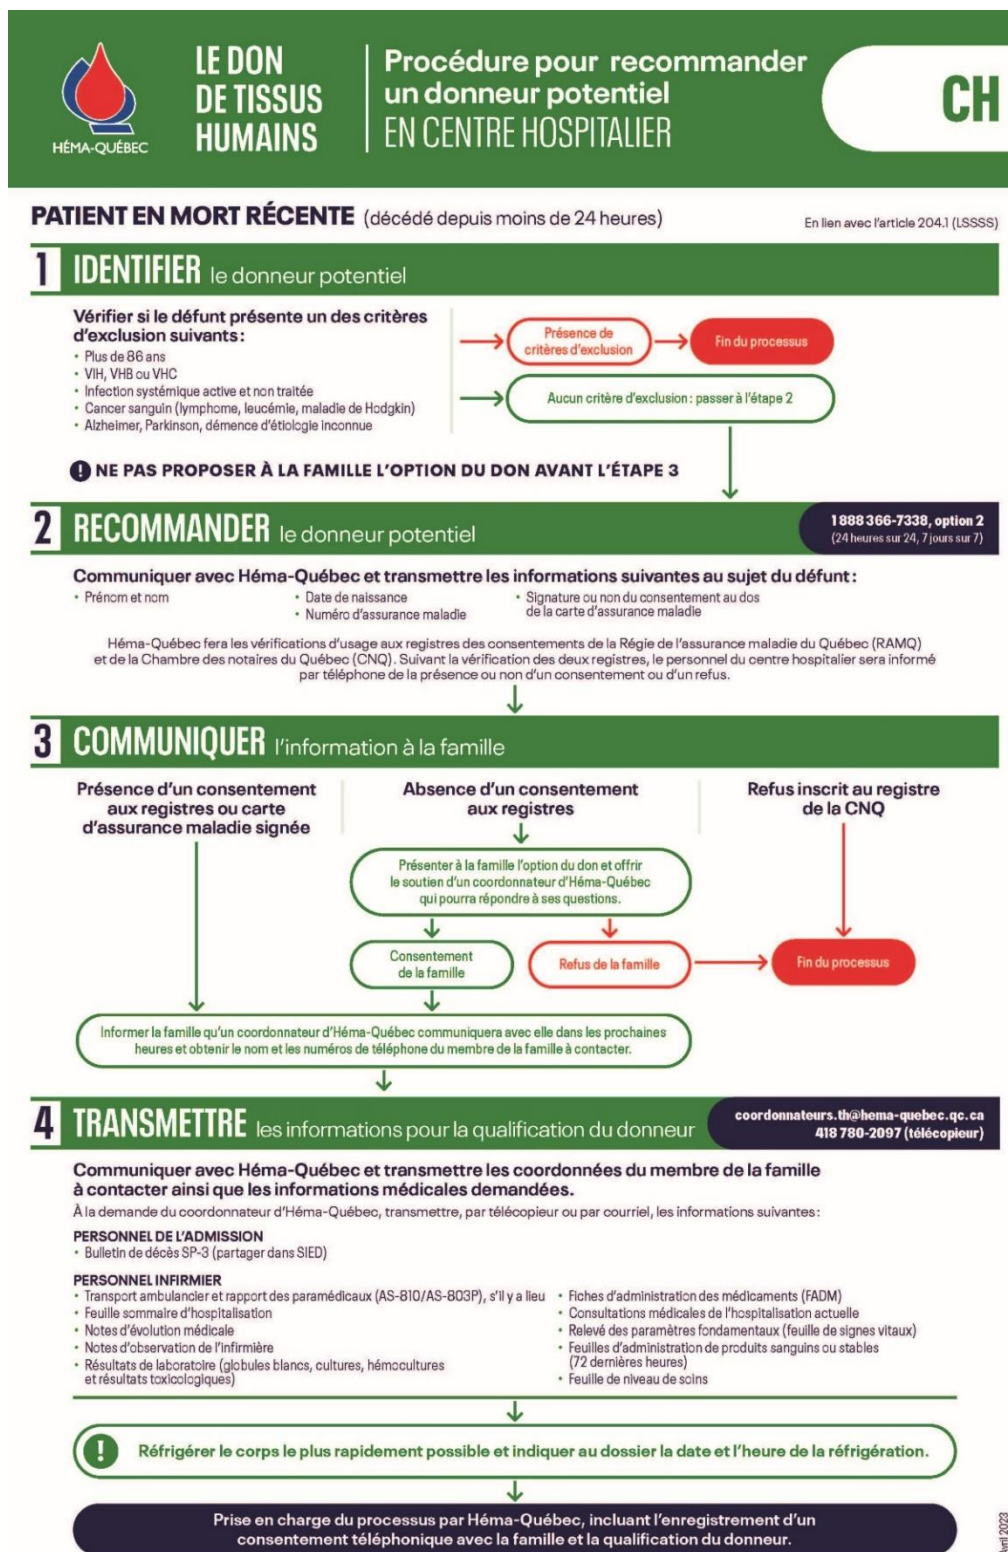 HÉMA-QUÉBEC
LE DON
DE TISSUS
HUMAINS
Procédure pour recommander
un donneur potentiel
EN CENTRE HOSPITALIER
CH
PATIENT EN MORT RÉCENTE (décédé depuis moins de 24 heures)
En lien avec l'article 204.1 (LSSSS)
1 IDENTIFIER le donneur potentiel
Vérifier si le défunt présente un des critères
d'exclusion suivants :
• Plus de 86 ans
• VIH, VHB ou VHC
• Infection systémique active et non traitée
• Cancer sanguin (lymphome, leucémie, maladie de Hodgkin)
• Alzheimer, Parkinson, démence d'étiologie inconnue
Présence de
critères d'exclusion
Fin du processus
Aucun critère d'exclusion : passer à l'étape 2
! NE PAS PROPOSER À LA FAMILLE L'OPTION DU DON AVANT L'ÉTAPE 3
2 RECOMMANDER le donneur potentiel
1 888 366-7338, option 2
(24 heures sur 24, 7 jours sur 7)
Communiquer avec Héma-Québec et transmettre les informations suivantes au sujet du défunt :
• Prénom et nom
• Date de naissance
• Numéro d'assurance maladie
• Signature ou non du consentement au dos
de la carte d'assurance maladie
Héma-Québec fera les vérifications d'usage aux registres des consentements de la Régie de l'assurance maladie du Québec (RAMQ)
et de la Chambre des notaires du Québec (CNQ). Suivant la vérification des deux registres, le personnel du centre hospitalier sera informé
par téléphone de la présence ou non d'un consentement ou d'un refus.
3 COMMUNIQUER l'information à la famille
Présence d'un consentement
aux registres ou carte
d'assurance maladie signée
Absence d'un consentement
aux registres
Refus inscrit au registre
de la CNQ
Présenter à la famille l'option du don et offrir
le soutien d'un coordonnateur d'Héma-Québec
qui pourra répondre à ses questions.
Consentement
de la famille
Refus de la famille
Fin du processus
Informer la famille qu'un coordonnateur d'Héma-Québec communiquera avec elle dans les prochaines
heures et obtenir le nom et les numéros de téléphone du membre de la famille à contacter.
4 TRANSMETTRE les informations pour la qualification du donneur
coordonnateurs.th@hema-quebec.qc.ca
418 780-2097 (télécopieur)
Communiquer avec Héma-Québec et transmettre les coordonnées du membre de la famille
à contacter ainsi que les informations médicales demandées.
À la demande du coordonnateur d'Héma-Québec, transmettre, par télécopieur ou par courriel, les informations suivantes :
PERSONNEL DE L'ADMISSION
• Bulletin de décès SP-3 (partager dans SIED)
PERSONNEL INFIRMIER
• Transport ambulancier et rapport des paramédicaux (AS-810/AS-803P), s'il y a lieu
• Feuille sommaire d'hospitalisation
• Notes d'évolution médicale
• Notes d'observation de l'infirmière
• Résultats de laboratoire (globules blancs, cultures, hémocultures
et résultats toxicologiques)
• Fiches d'administration des médicaments (FADM)
• Consultations médicales de l'hospitalisation actuelle
• Relevé des paramètres fondamentaux (feuille de signes vitaux)
• Feuilles d'administration de produits sanguins ou stables
(72 dernières heures)
• Feuille de niveau de soins
! Réfrigérer le corps le plus rapidement possible et indiquer au dossier la date et l'heure de la réfrigération.
Prise en charge du processus par Héma-Québec, incluant l'enregistrement d'un
consentement téléphonique avec la famille et la qualification du donneur.
Avril 2023